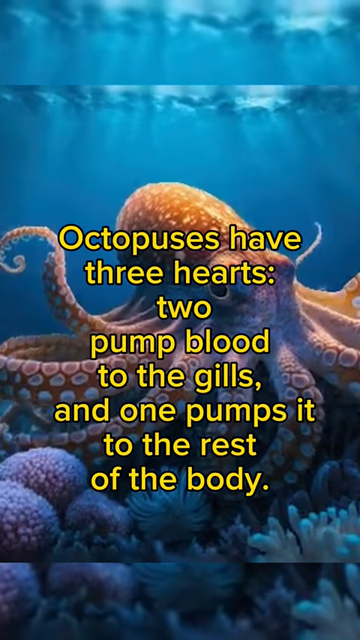 Octopuses have
three hearts:
two
pump blood
to the gills,
and one pumps it
to the rest
of the body.